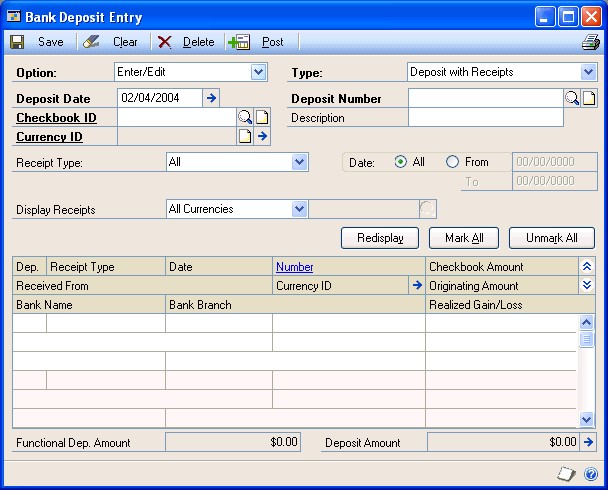 Bank Deposit Entry
Save Clear Delete Post
Option: Enter/Edit Type: Deposit with Receipts
Deposit Date 02/04/2004 Deposit Number
Checkbook ID Description
Currency ID
Receipt Type: All Date: All From 00/00/0000
To 00/00/0000
Display Receipts All Currencies
Redisplay Mark All Unmark All
Dep. Receipt Type Date Number Checkbook Amount
Received From Currency ID Originating Amount
Bank Name Bank Branch Realized Gain/Loss
Functional Dep. Amount $0.00 Deposit Amount $0.00